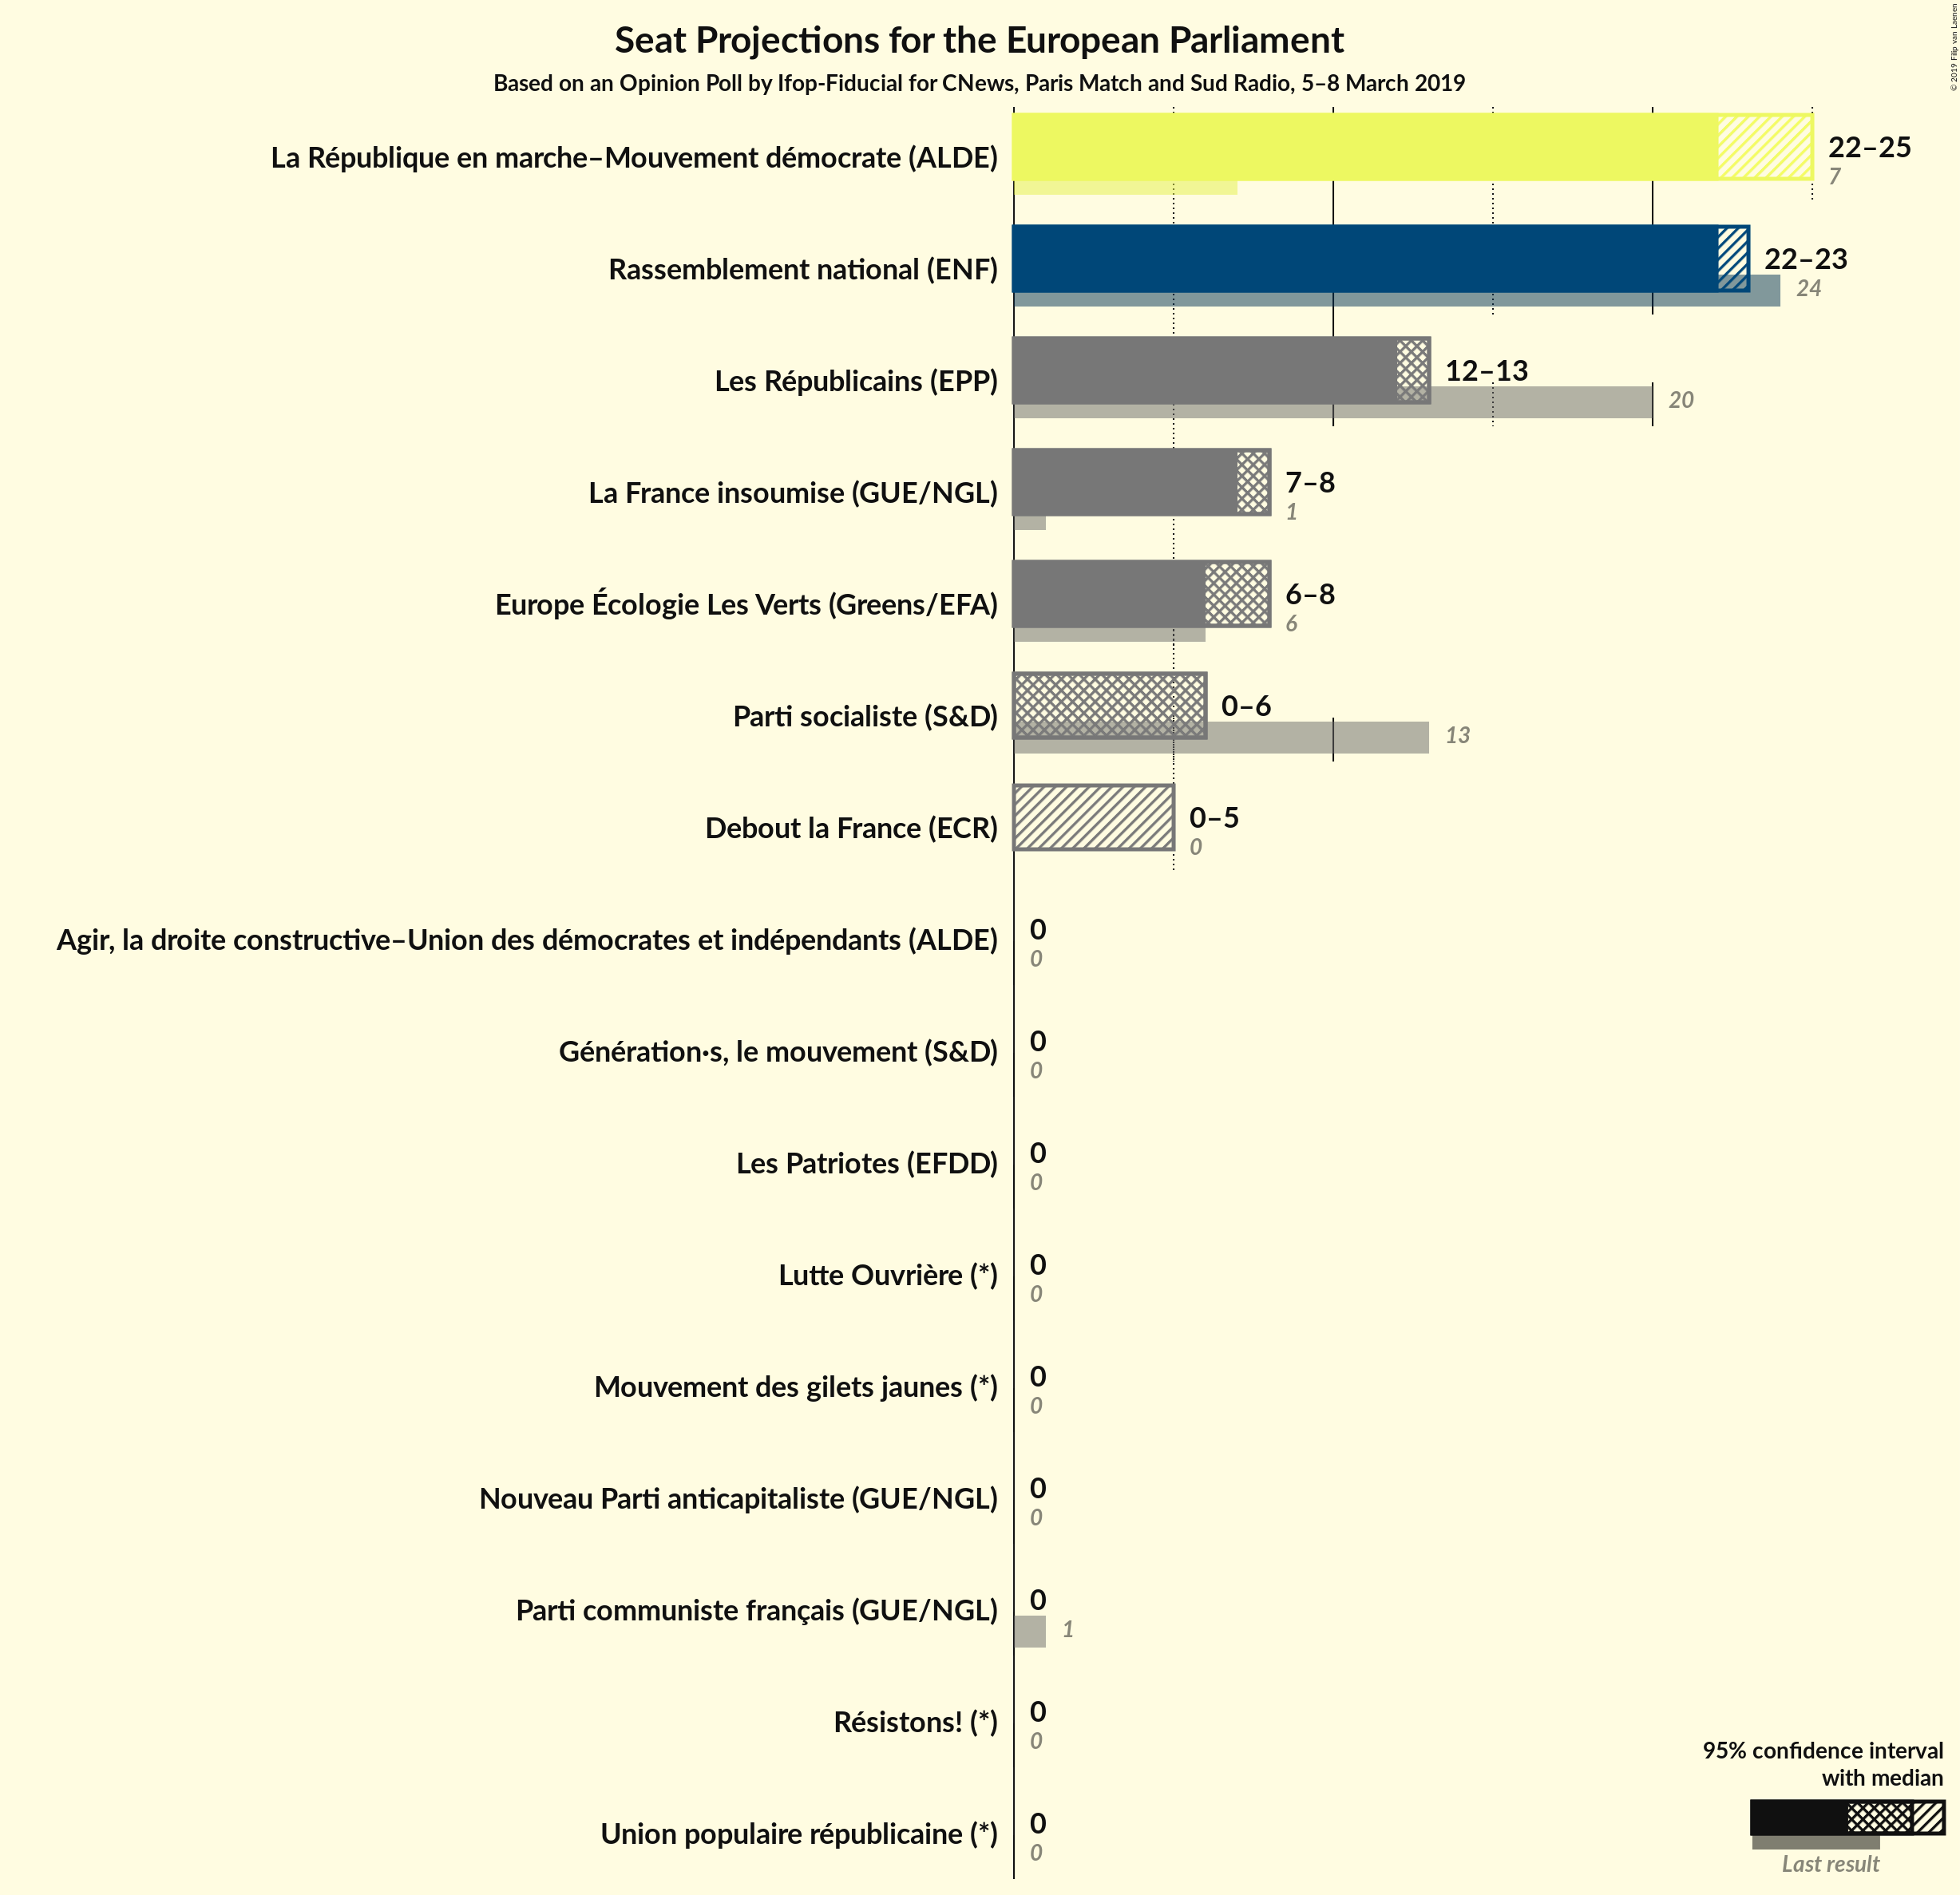 Seat Projections for the European Parliament
Based on an Opinion Poll by Ifop-Fiducial for CNews, Paris Match and Sud Radio, 5–8 March 2019
© 2019 Filip van Laenen
La République en marche–Mouvement démocrate (ALDE)
22–25
7
Rassemblement national (ENF)
22–23
24
Les Républicains (EPP)
12–13
20
La France insoumise (GUE/NGL)
7–8
1
Europe Écologie Les Verts (Greens/EFA)
6–8
6
Parti socialiste (S&D)
0–6
13
Debout la France (ECR)
0–5
0
Agir, la droite constructive–Union des démocrates et indépendants (ALDE)
0
0
Génération·s, le mouvement (S&D)
0
0
Les Patriotes (EFDD)
0
0
Lutte Ouvrière (*)
0
0
Mouvement des gilets jaunes (*)
0
0
Nouveau Parti anticapitaliste (GUE/NGL)
0
0
Parti communiste français (GUE/NGL)
0
1
Résistons! (*)
0
0
Union populaire républicaine (*)
0
0
95% confidence interval
with median
Last result